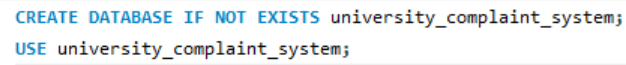 CREATE DATABASE IF NOT EXISTS university_complaint_system;
USE university_complaint_system;